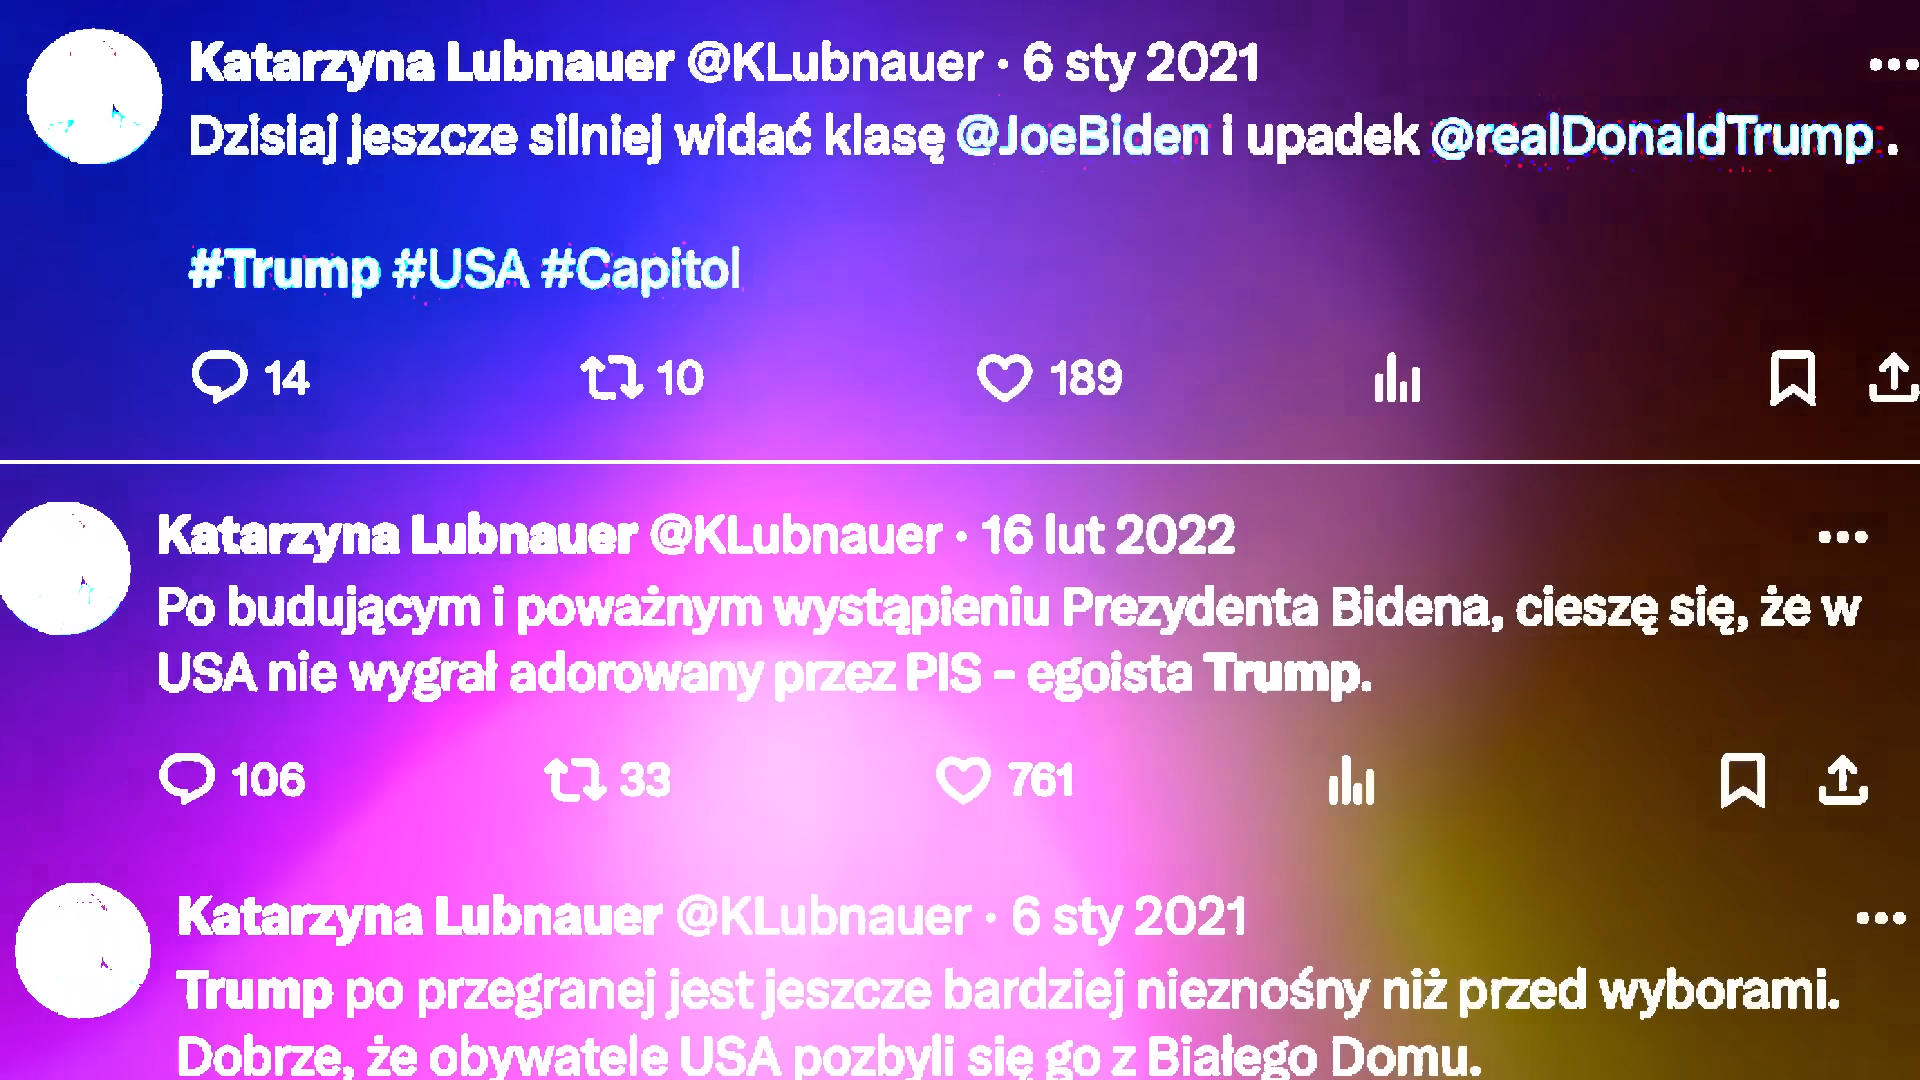 Katarzyna Lubnauer @KLubnauer · 6 sty 2021
Dzisiaj jeszcze silniej widać klasę @JoeBiden i upadek @realDonaldTrump .
#Trump #USA #Capitol
14 10 189
Katarzyna Lubnauer @KLubnauer · 16 lut 2022
Po budującym i poważnym wystąpieniu Prezydenta Bidena, cieszę się, że w
USA nie wygrał adorowany przez PIS – egoista Trump.
106 33 761
Katarzyna Lubnauer @KLubnauer · 6 sty 2021
Trump po przegranej jest jeszcze bardziej nieznośny niż przed wyborami.
Dobrze, że obywatele USA pozbyli się go z Białego Domu.